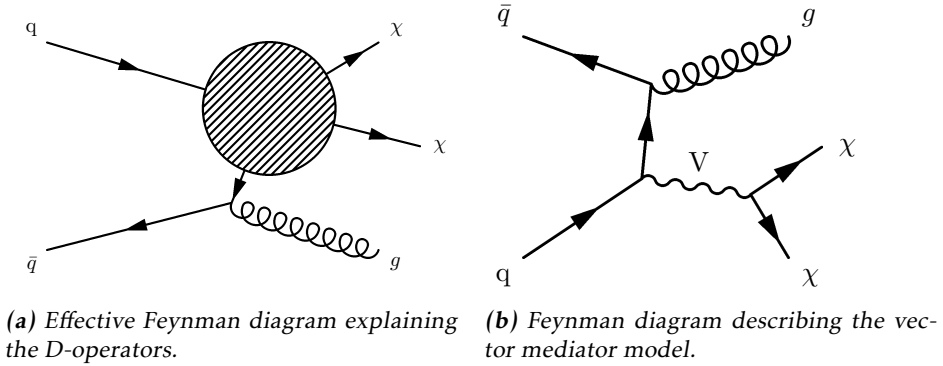 q
χ
χ
q̄
g
(a) Effective Feynman diagram explaining
the D-operators.
q̄
g
V
χ
q
χ
(b) Feynman diagram describing the vec-
tor mediator model.